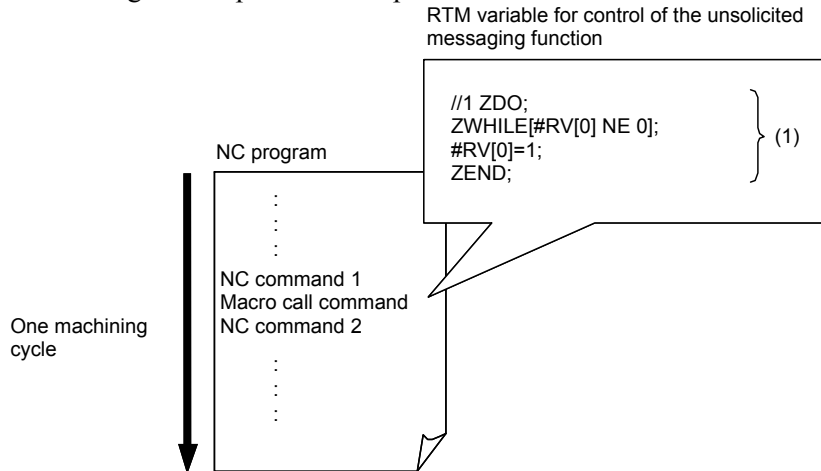 RTM variable for control of the unsolicited
messaging function
//1 ZDO;
ZWHILE[#RV[0] NE 0];
#RV[0]=1;
ZEND;
(1)
NC program
:
:
:
NC command 1
Macro call command
NC command 2
:
:
:
One machining
cycle